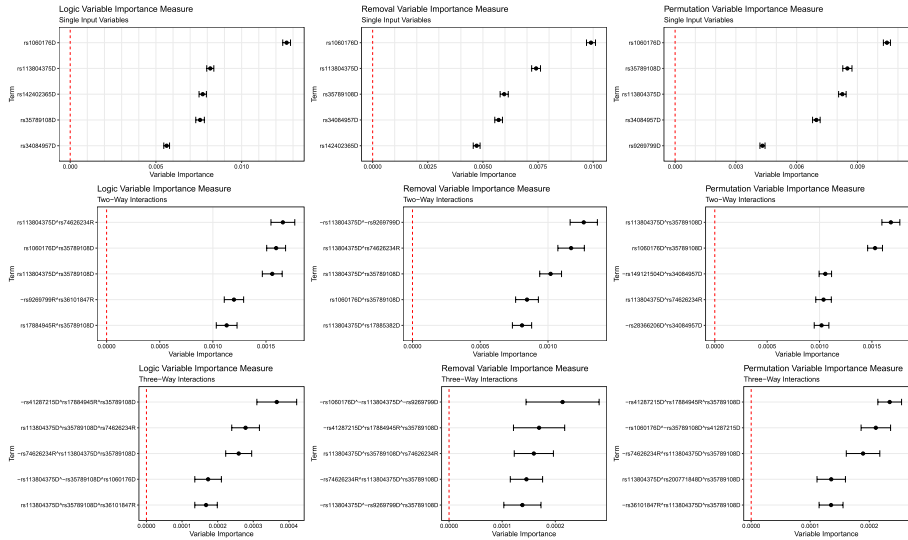 Logic Variable Importance Measure
Single Input Variables
rs1060176D
rs113804375D
rs142402365D
rs35789108D
rs34084957D
Term
0.000 0.005 0.010
Variable Importance
Removal Variable Importance Measure
Single Input Variables
rs1060176D
rs113804375D
rs35789108D
rs34084957D
rs142402365D
Term
0.0000 0.0025 0.0050 0.0075 0.0100
Variable Importance
Permutation Variable Importance Measure
Single Input Variables
rs1060176D
rs35789108D
rs113804375D
rs34084957D
rs9269799D
Term
0.000 0.003 0.006 0.009
Variable Importance
Logic Variable Importance Measure
Two−Way Interactions
rs113804375D^rs74626234R
rs1060176D^rs35789108D
rs113804375D^rs35789108D
−rs9269799R^rs36101847R
rs17884945R^rs35789108D
Term
0.0000 0.0005 0.0010 0.0015
Variable Importance
Removal Variable Importance Measure
Two−Way Interactions
−rs113804375D^−rs9269799D
rs113804375D^rs74626234R
rs113804375D^rs35789108D
rs1060176D^rs35789108D
rs113804375D^rs17885382D
Term
0.0000 0.0005 0.0010
Variable Importance
Permutation Variable Importance Measure
Two−Way Interactions
rs113804375D^rs35789108D
rs1060176D^rs35789108D
−rs149121504D^rs34084957D
rs113804375D^rs74626234R
−rs28366206D^rs34084957D
Term
0.0000 0.0005 0.0010 0.0015
Variable Importance
Logic Variable Importance Measure
Three−Way Interactions
−rs41287215D^rs17884945R^rs35789108D
rs113804375D^rs35789108D^rs74626234R
−rs74626234R^rs113804375D^rs35789108D
−rs113804375D^−rs35789108D^rs1060176D
rs113804375D^rs35789108D^rs36101847R
Term
0.0000 0.0001 0.0002 0.0003 0.0004
Variable Importance
Removal Variable Importance Measure
Three−Way Interactions
−rs1060176D^−rs113804375D^−rs9269799D
−rs41287215D^rs17884945R^rs35789108D
rs113804375D^rs35789108D^rs74626234R
−rs74626234R^rs113804375D^rs35789108D
−rs113804375D^−rs9269799D^rs35789108D
Term
0.0000 0.0001 0.0002
Variable Importance
Permutation Variable Importance Measure
Three−Way Interactions
−rs41287215D^rs17884945R^rs35789108D
−rs1060176D^−rs35789108D^rs41287215D
−rs74626234R^rs113804375D^rs35789108D
rs113804375D^rs200771848D^rs35789108D
−rs36101847R^rs113804375D^rs35789108D
Term
0.0000 0.0001 0.0002
Variable Importance